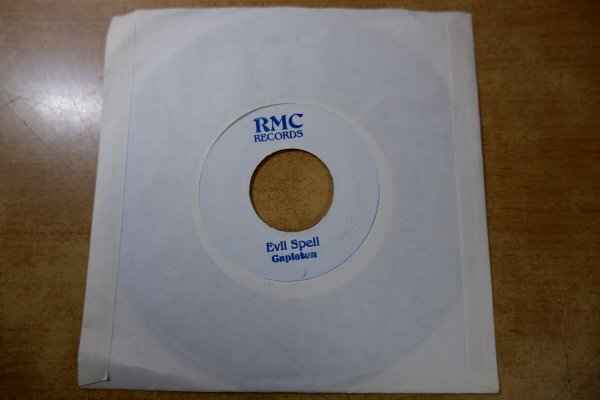 RMC
RECORDS
Evil Spell
Capleton